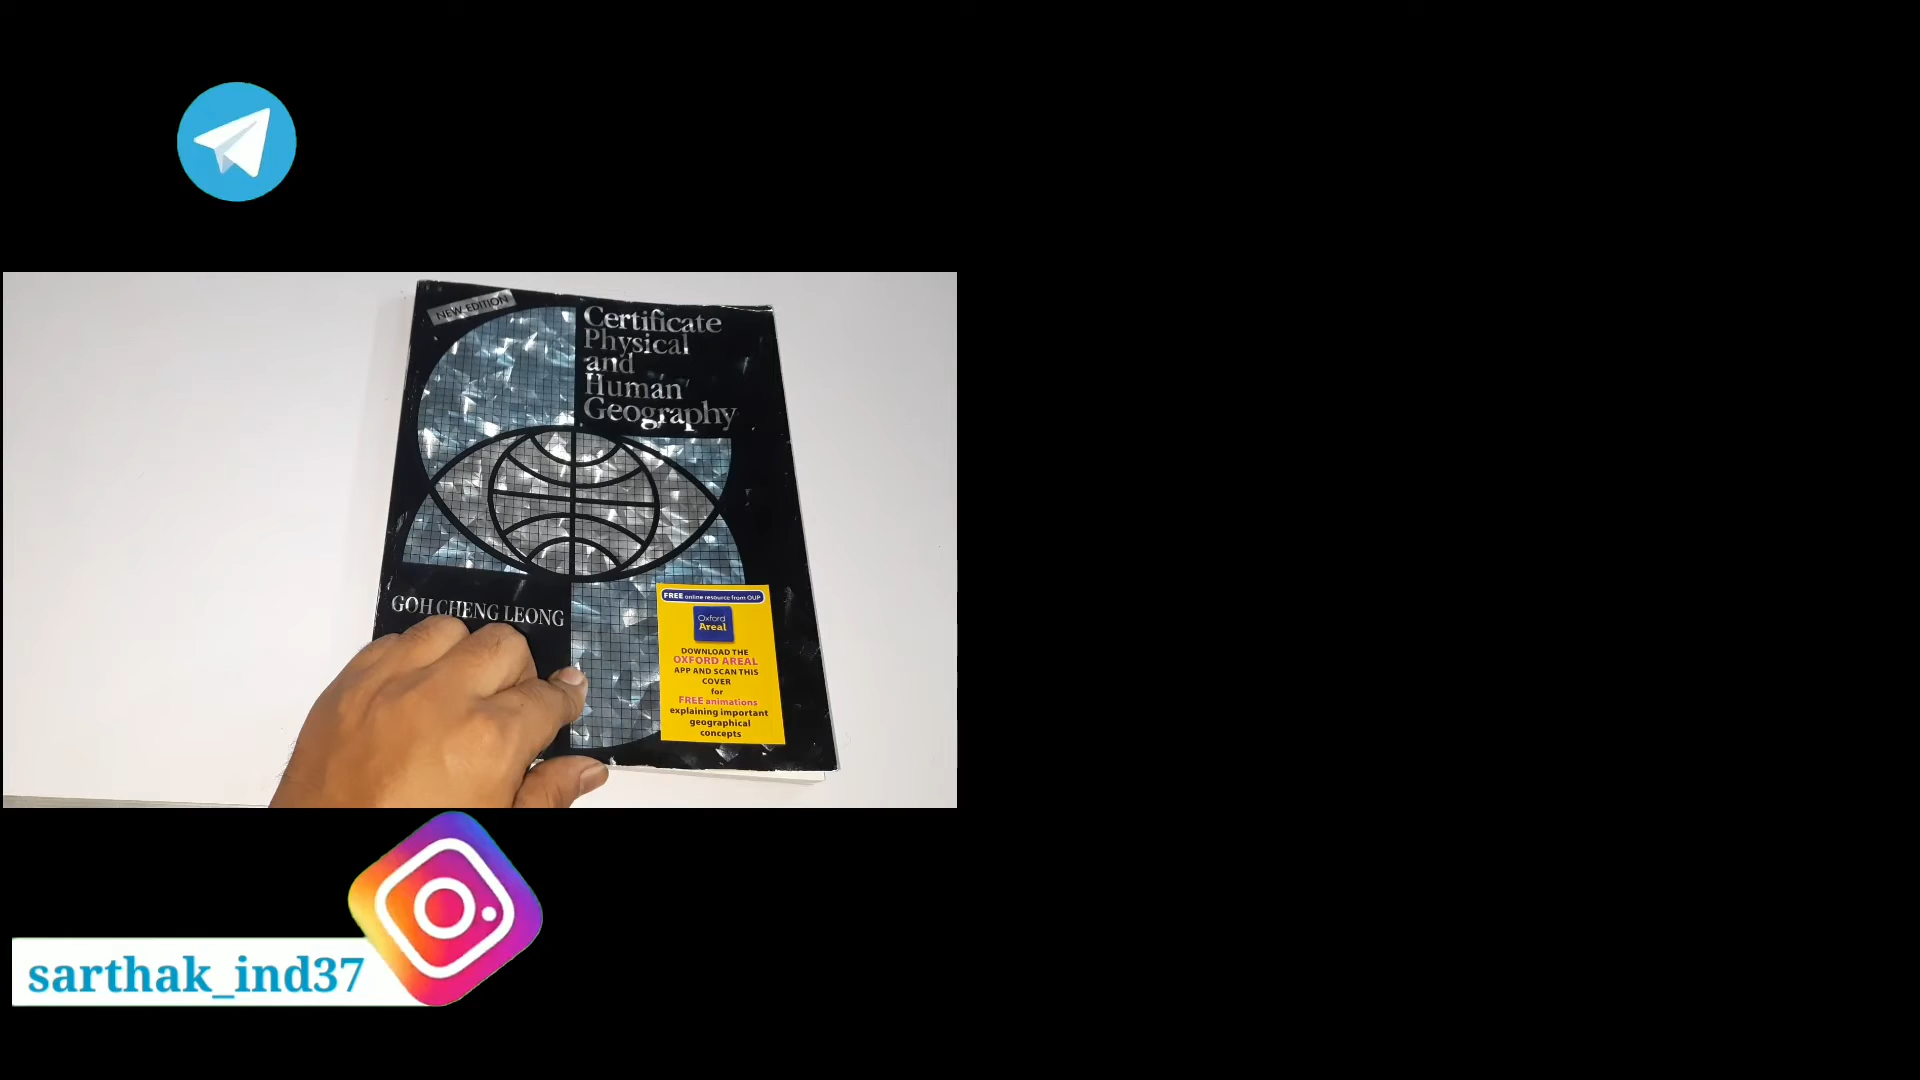 NEW EDITION
Certificate
Physical
and
Human
Geography
GOH CHENG LEONG
FREE online resource from OUP
Oxford
Areal
DOWNLOAD THE
OXFORD AREAL
APP AND SCAN THIS
COVER
for
FREE animations
explaining important
geographical
concepts
sarthak_ind37